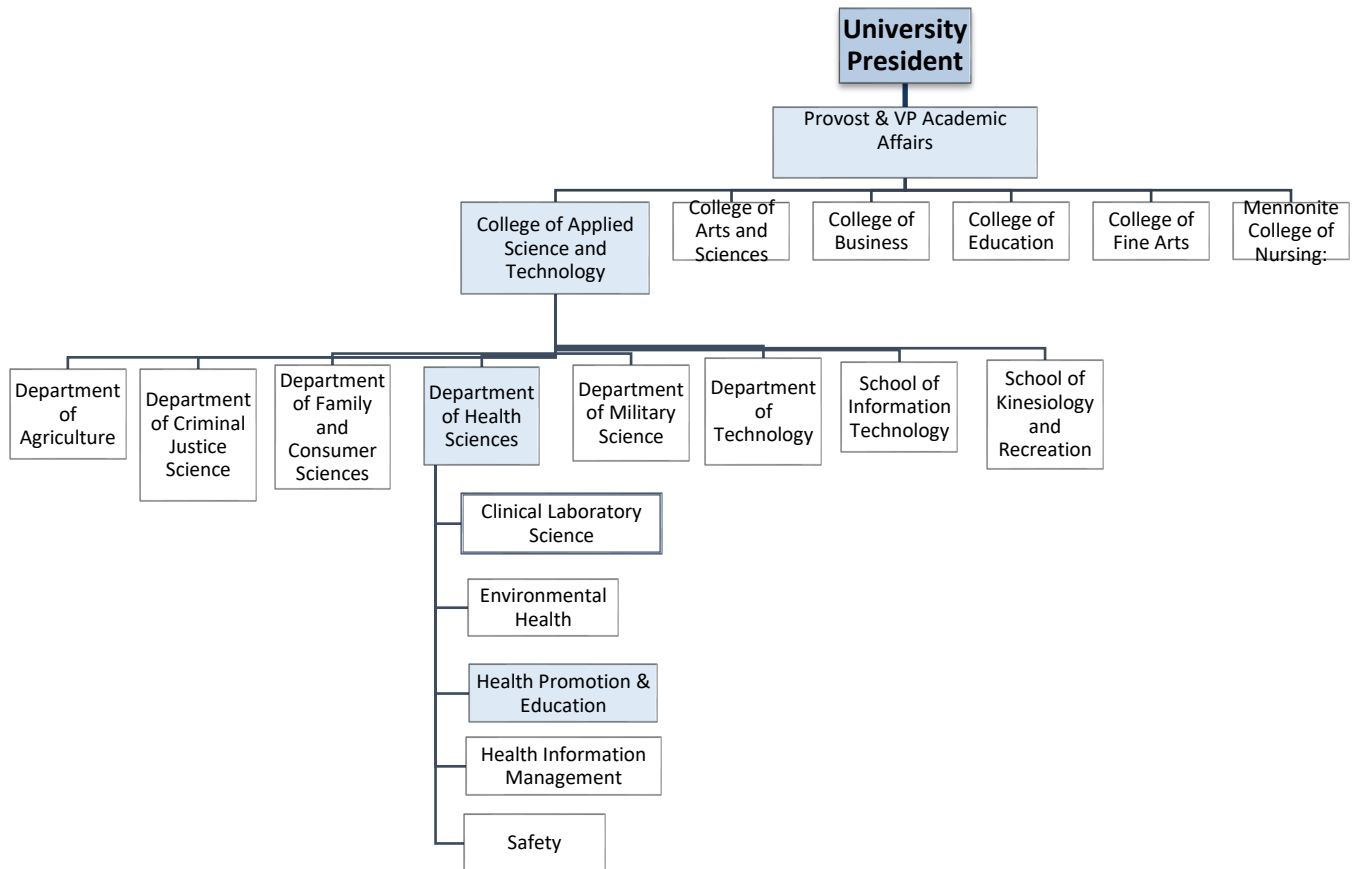 University
President
Provost & VP Academic
Affairs
College of Applied
Science and
Technology
College of
Arts and
Sciences
College of
Business
College of
Education
College of
Fine Arts
Mennonite
College of
Nursing:
Department
of
Agriculture
Department
of Criminal
Justice
Science
Department
of Family
and
Consumer
Sciences
Department
of Health
Sciences
Department
of Military
Science
Department
of
Technology
School of
Information
Technology
School of
Kinesiology
and
Recreation
Clinical Laboratory
Science
Environmental
Health
Health Promotion &
Education
Health Information
Management
Safety